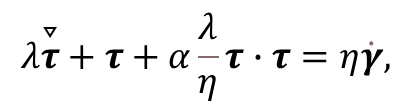 λτ̌ + τ + α λ/η τ · τ = ηγ̇,